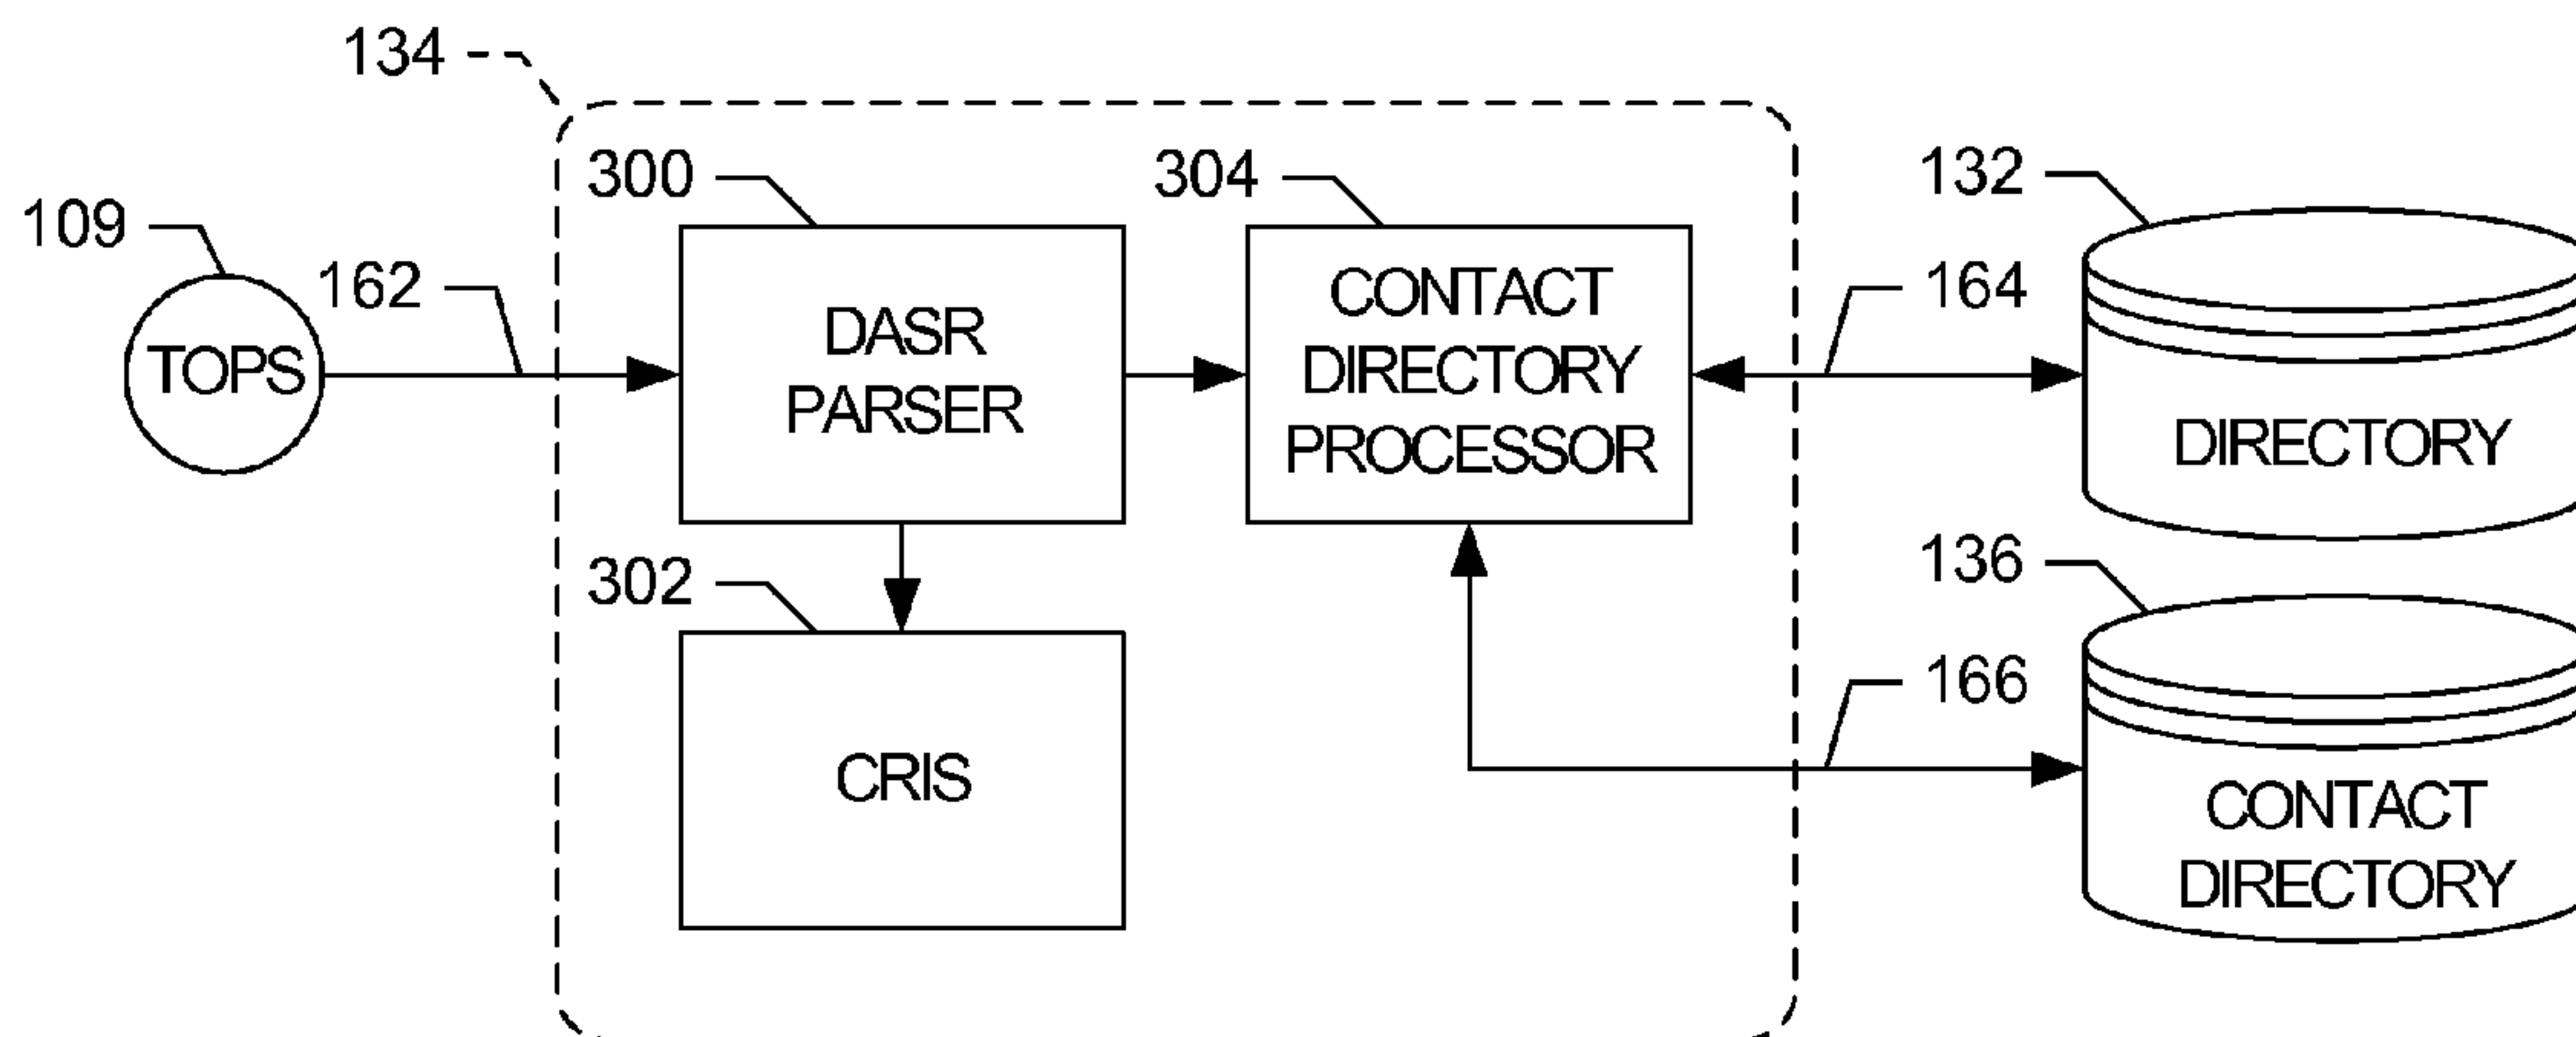 134
300
304
132
109
162
164
TOPS
DASR
PARSER
CONTACT
DIRECTORY
PROCESSOR
DIRECTORY
302
136
166
CRIS
CONTACT
DIRECTORY